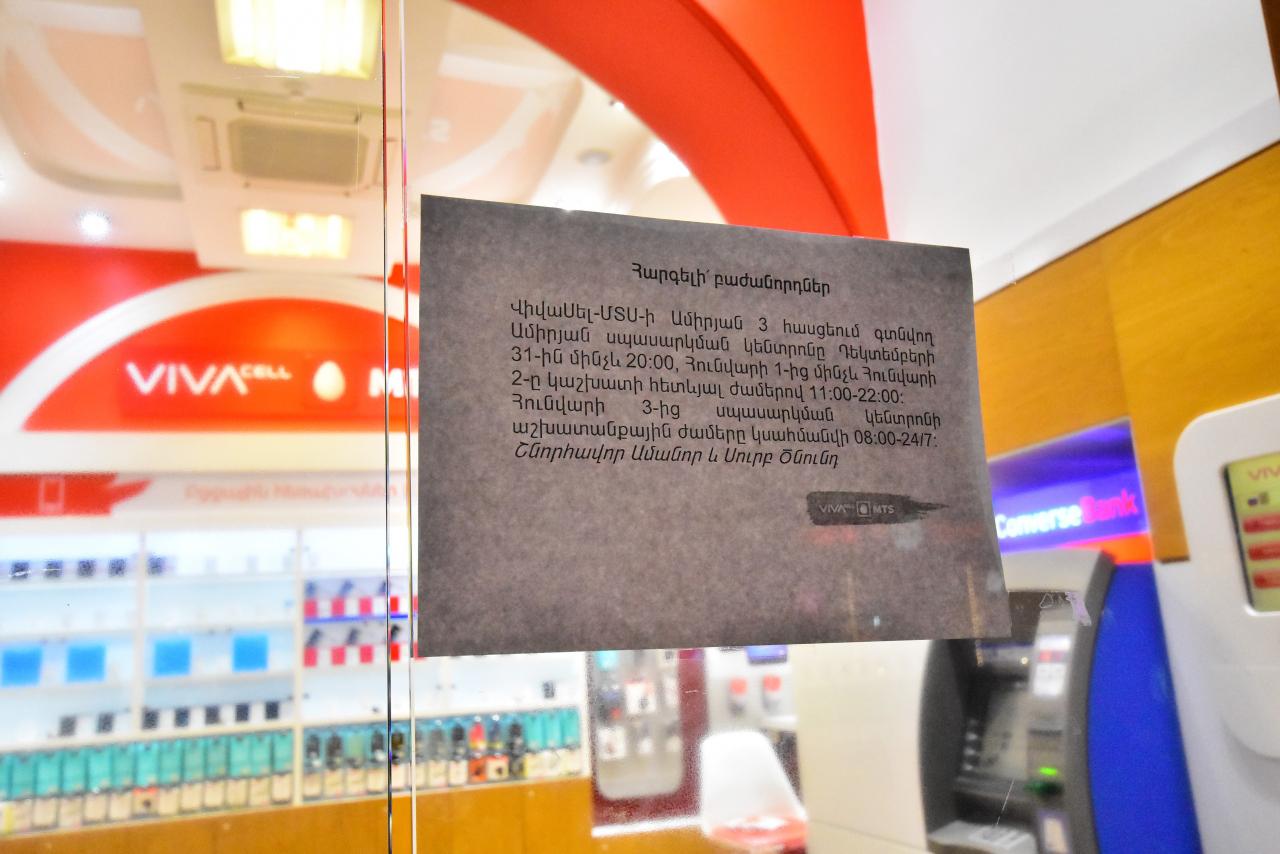 Հարգելի՛ բաժանորդներ
ՎիվաՍել-ՄՏՍ-ի Ամիրյան 3 հասցեում գտնվող
Ամիրյան սպասարկման կենտրոնը Դեկտեմբերի
31-ին մինչև 20:00, Հունվարի 1-ից մինչև Հունվարի
2-ը կաշխատի հետևյալ ժամերով 11:00-22:00:
Հունվարի 3-ից սպասարկման կենտրոնի
աշխատանքային ժամերը կսահմանվի 08:00-24/7:
Շնորհավոր Ամանոր և Սուրբ Ծնունդ
VIVACELL MTS
VIVACELL
ConverseBank